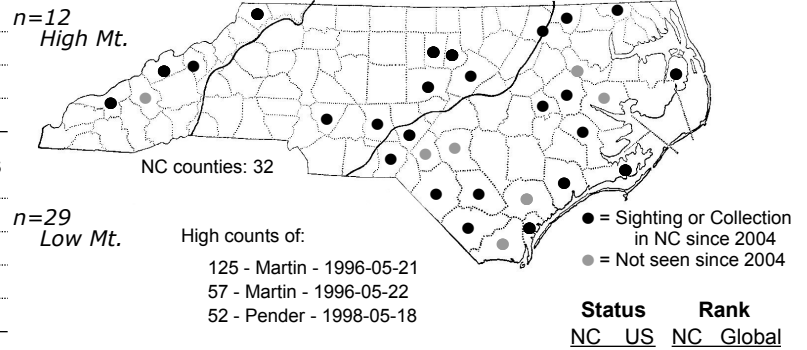 n=12
High Mt.
NC counties: 32
n=29
Low Mt.
High counts of:
125 - Martin - 1996-05-21
57 - Martin - 1996-05-22
52 - Pender - 1998-05-18
● = Sighting or Collection
in NC since 2004
● = Not seen since 2004
Status Rank
NC US NC Global